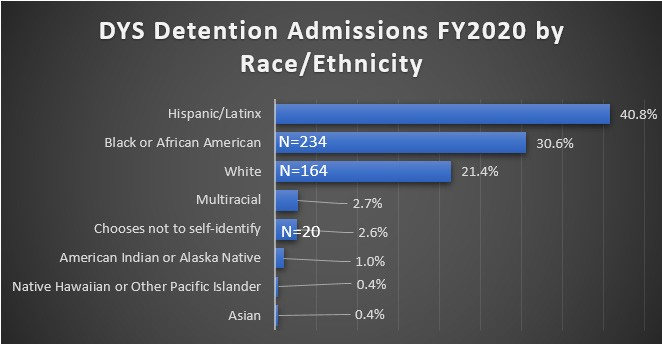 DYS Detention Admissions FY2020 by
Race/Ethnicity
Hispanic/Latinx 40.8%
Black or African American N=234 30.6%
White N=164 21.4%
Multiracial 2.7%
Chooses not to self-identify N=20 2.6%
American Indian or Alaska Native 1.0%
Native Hawaiian or Other Pacific Islander 0.4%
Asian 0.4%